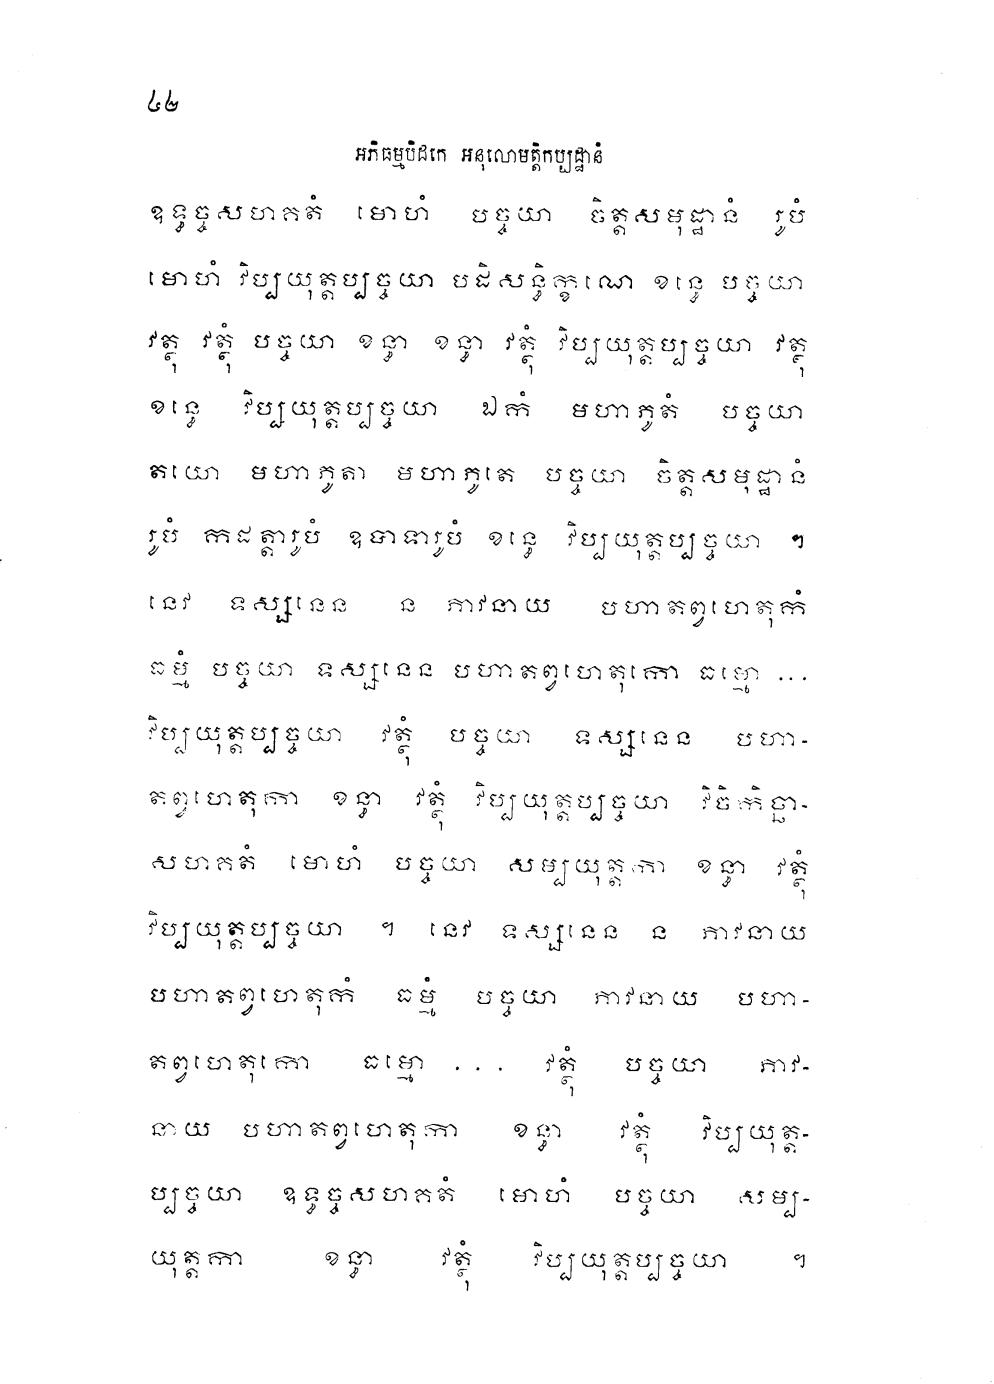 ៤២
អភិធម្មបិដកេ អនុលោមត្តិកប្បដ្ឋានំ
ឧទ្ធច្ចសហគតំ មោហំ បច្ចយា ចិត្តសមុដ្ឋានំ រូបំ
មោហំ វិប្បយុត្តប្បច្ចយា បដិសន្ធិក្ខណេ ខន្ធេ បច្ចយា
វត្ថុ វត្ថុំ បច្ចយា ខន្ធា ខន្ធា វត្ថុំ វិប្បយុត្តប្បច្ចយា វត្ថុ
ខន្ធេ វិប្បយុត្តប្បច្ចយា ឯកំ មហាភូតំ បច្ចយា
តយោ មហាភូតា មហាភូតេ បច្ចយា ចិត្តសមុដ្ឋានំ
រូបំ កដត្តារូបំ ឧបាទារូបំ ខន្ធេ វិប្បយុត្តប្បច្ចយា ។
នេវ ទស្សនេន ន ភាវនាយ បហាតព្វហេតុកំ
ធម្មំ បច្ចយា ទស្សនេន បហាតព្វហេតុកោ ធម្មោ ...
វិប្បយុត្តប្បច្ចយា វត្ថុំ បច្ចយា ទស្សនេន បហា-
តព្វហេតុកា ខន្ធា វត្ថុំ វិប្បយុត្តប្បច្ចយា វិចិកិច្ឆា-
សហគតំ មោហំ បច្ចយា សម្បយុត្តកា ខន្ធា វត្ថុំ
វិប្បយុត្តប្បច្ចយា ។ នេវ ទស្សនេន ន ភាវនាយ
បហាតព្វហេតុកំ ធម្មំ បច្ចយា ភាវនាយ បហា-
តព្វហេតុកោ ធម្មោ ... វត្ថុំ បច្ចយា ភាវ-
នាយ បហាតព្វហេតុកា ខន្ធា វត្ថុំ វិប្បយុត្ត-
ប្បច្ចយា ឧទ្ធច្ចសហគតំ មោហំ បច្ចយា សម្ប-
យុត្តកា ខន្ធា វត្ថុំ វិប្បយុត្តប្បច្ចយា ។